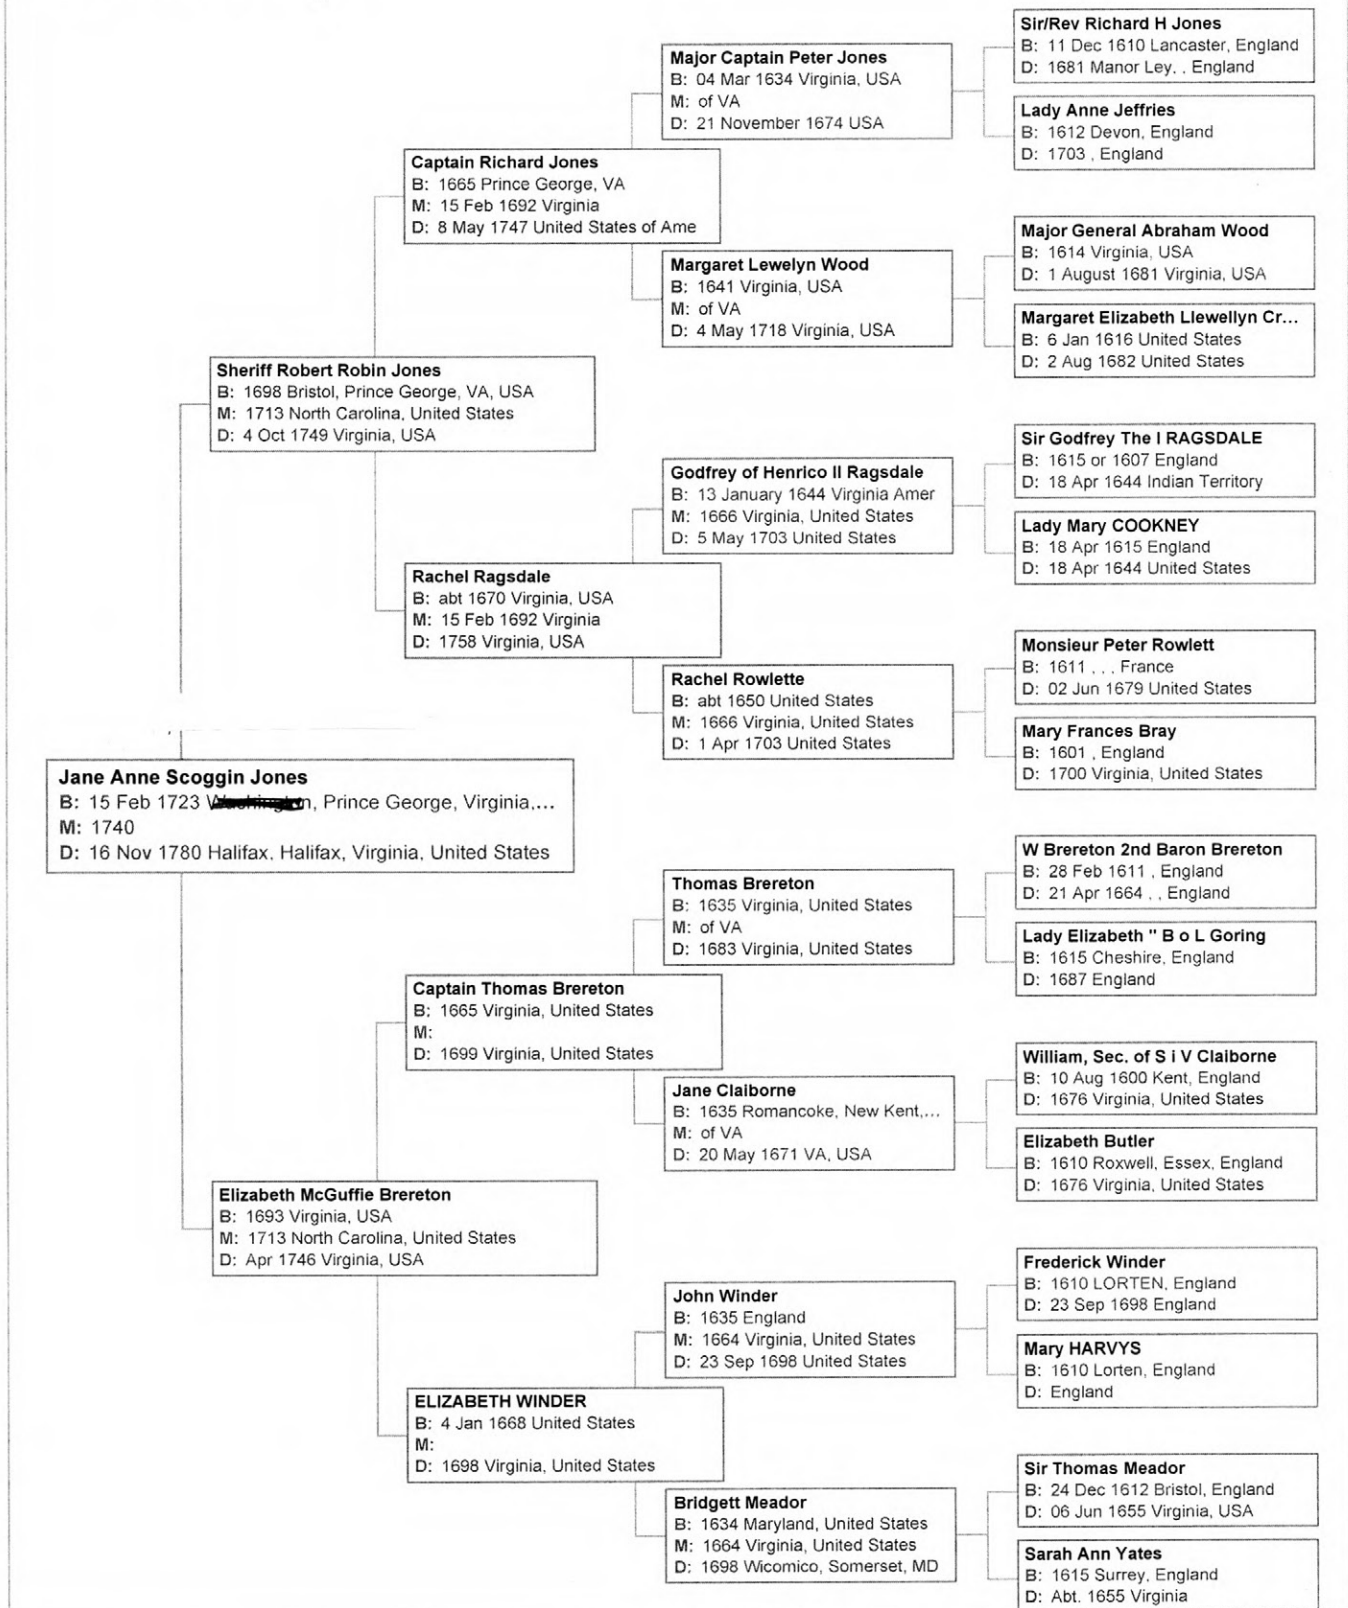 Sir/Rev Richard H Jones
B: 11 Dec 1610 Lancaster, England
D: 1681 Manor Ley, . England
Major Captain Peter Jones
B: 04 Mar 1634 Virginia, USA
M: of VA
D: 21 November 1674 USA
Lady Anne Jeffries
B: 1612 Devon, England
D: 1703 , England
Captain Richard Jones
B: 1665 Prince George, VA
M: 15 Feb 1692 Virginia
D: 8 May 1747 United States of Ame
Major General Abraham Wood
B: 1614 Virginia, USA
D: 1 August 1681 Virginia, USA
Margaret Lewelyn Wood
B: 1641 Virginia, USA
M: of VA
D: 4 May 1718 Virginia, USA
Margaret Elizabeth Llewellyn Cr...
B: 6 Jan 1616 United States
D: 2 Aug 1682 United States
Sheriff Robert Robin Jones
B: 1698 Bristol, Prince George, VA, USA
M: 1713 North Carolina, United States
D: 4 Oct 1749 Virginia, USA
Sir Godfrey The I RAGSDALE
B: 1615 or 1607 England
D: 18 Apr 1644 Indian Territory
Godfrey of Henrico II Ragsdale
B: 13 January 1644 Virginia Amer
M: 1666 Virginia, United States
D: 5 May 1703 United States
Lady Mary COOKNEY
B: 18 Apr 1615 England
D: 18 Apr 1644 United States
Rachel Ragsdale
B: abt 1670 Virginia, USA
M: 15 Feb 1692 Virginia
D: 1758 Virginia, USA
Monsieur Peter Rowlett
B: 1611 , , , France
D: 02 Jun 1679 United States
Rachel Rowlette
B: abt 1650 United States
M: 1666 Virginia, United States
D: 1 Apr 1703 United States
Mary Frances Bray
B: 1601 , England
D: 1700 Virginia, United States
Jane Anne Scoggin Jones
B: 15 Feb 1723 , Prince George, Virginia,...
M: 1740
D: 16 Nov 1780 Halifax, Halifax, Virginia, United States
W Brereton 2nd Baron Brereton
B: 28 Feb 1611 , England
D: 21 Apr 1664 , , England
Thomas Brereton
B: 1635 Virginia, United States
M: of VA
D: 1683 Virginia, United States
Lady Elizabeth " B o L Goring
B: 1615 Cheshire, England
D: 1687 England
Captain Thomas Brereton
B: 1665 Virginia, United States
M:
D: 1699 Virginia, United States
William, Sec. of S i V Claiborne
B: 10 Aug 1600 Kent, England
D: 1676 Virginia, United States
Jane Claiborne
B: 1635 Romancoke, New Kent,...
M: of VA
D: 20 May 1671 VA, USA
Elizabeth Butler
B: 1610 Roxwell, Essex, England
D: 1676 Virginia, United States
Elizabeth McGuffie Brereton
B: 1693 Virginia, USA
M: 1713 North Carolina, United States
D: Apr 1746 Virginia, USA
Frederick Winder
B: 1610 LORTEN, England
D: 23 Sep 1698 England
John Winder
B: 1635 England
M: 1664 Virginia, United States
D: 23 Sep 1698 United States
Mary HARVYS
B: 1610 Lorten, England
D: England
ELIZABETH WINDER
B: 4 Jan 1668 United States
M:
D: 1698 Virginia, United States
Sir Thomas Meador
B: 24 Dec 1612 Bristol, England
D: 06 Jun 1655 Virginia, USA
Bridgett Meador
B: 1634 Maryland, United States
M: 1664 Virginia, United States
D: 1698 Wicomico, Somerset, MD
Sarah Ann Yates
B: 1615 Surrey, England
D: Abt. 1655 Virginia